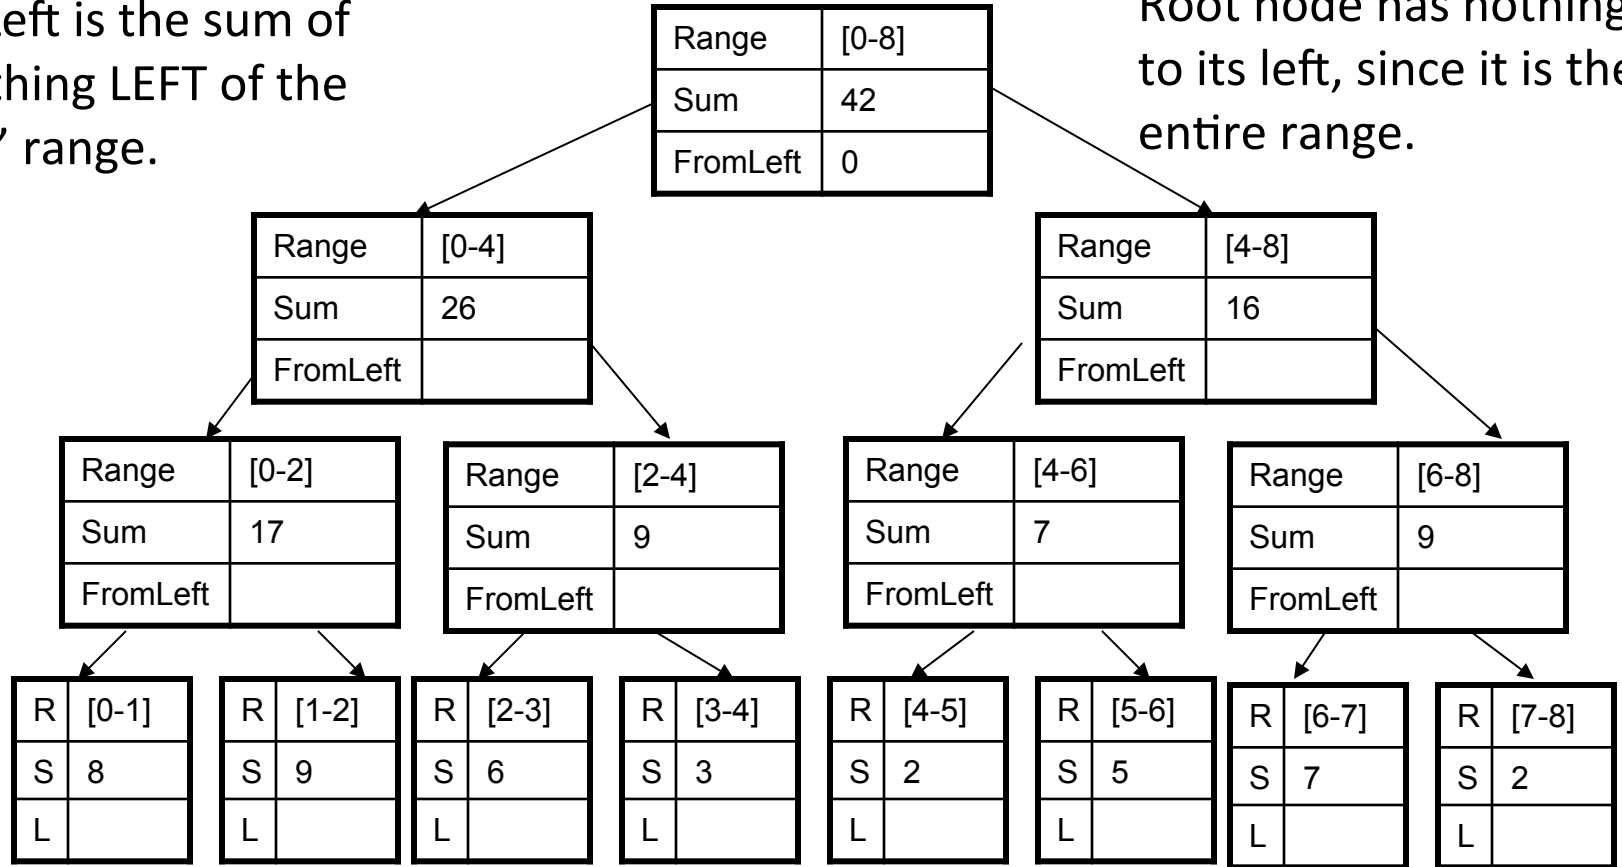 Left is the sum of
thing LEFT of the
” range.
Root node has nothing
to its left, since it is the
entire range.
Range [0-8]
Sum 42
FromLeft 0
Range [0-4]
Sum 26
FromLeft
Range [4-8]
Sum 16
FromLeft
Range [0-2]
Sum 17
FromLeft
Range [2-4]
Sum 9
FromLeft
Range [4-6]
Sum 7
FromLeft
Range [6-8]
Sum 9
FromLeft
R [0-1]
S 8
L
R [1-2]
S 9
L
R [2-3]
S 6
L
R [3-4]
S 3
L
R [4-5]
S 2
L
R [5-6]
S 5
L
R [6-7]
S 7
L
R [7-8]
S 2
L